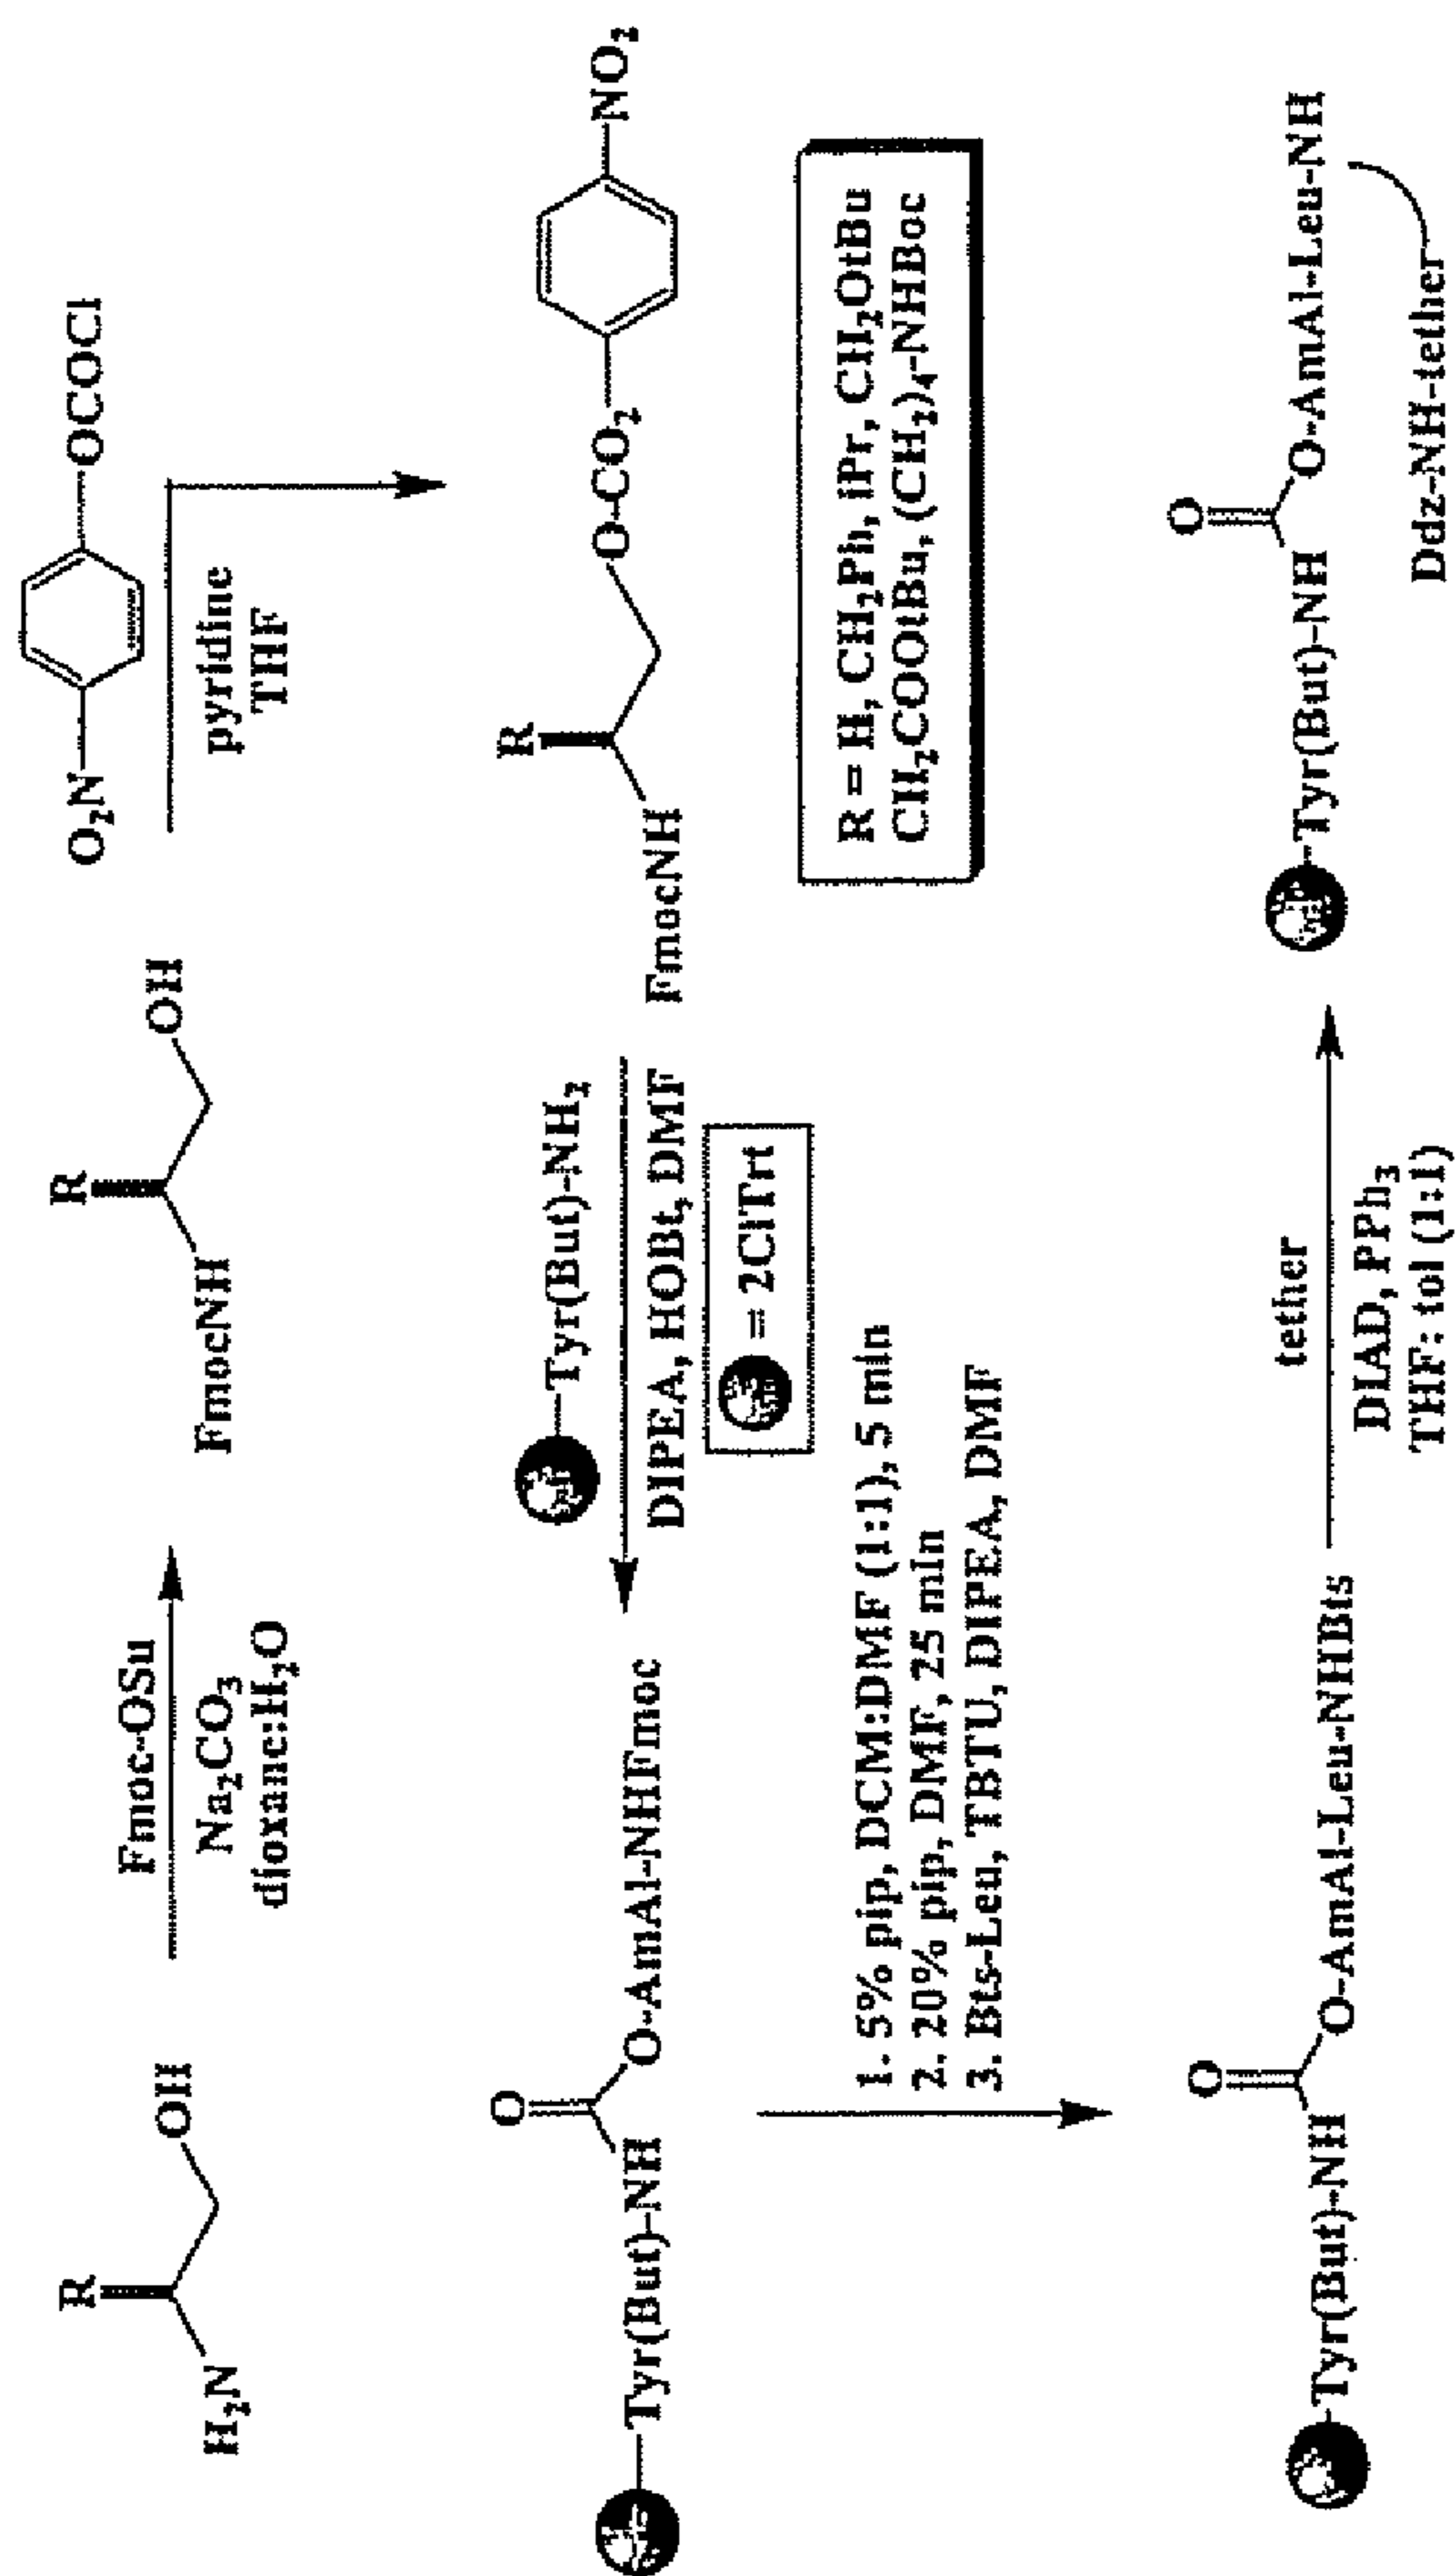 R
H₂N
OH
Fmoc-OSu
Na₂CO₃
dioxane:H₂O
R
FmocNH
OH
O₂N
OCOCl
pyridine
THF
R
FmocNH
O-CO₂
NO₂
R = H, CH₂Ph, iPr, CH₂OtBu
CH₂COOtBu, (CH₂)₄-NHBoc
Tyr(But)-NH₂
DIPEA, HOBt, DMF
= 2ClTrt
O
Tyr(But)-NH
O-AmAl-NHFmoc
1. 5% pip, DCM:DMF (1:1), 5 min
2. 20% pip, DMF, 25 min
3. Bts-Leu, TBTU, DIPEA, DMF
O
Tyr(But)-NH
O-AmAl-Leu-NHBts
tether
DIAD, PPh₃
THF: tol (1:1)
O
Tyr(But)-NH
O-AmAl-Leu-NH
Ddz-NH-tether